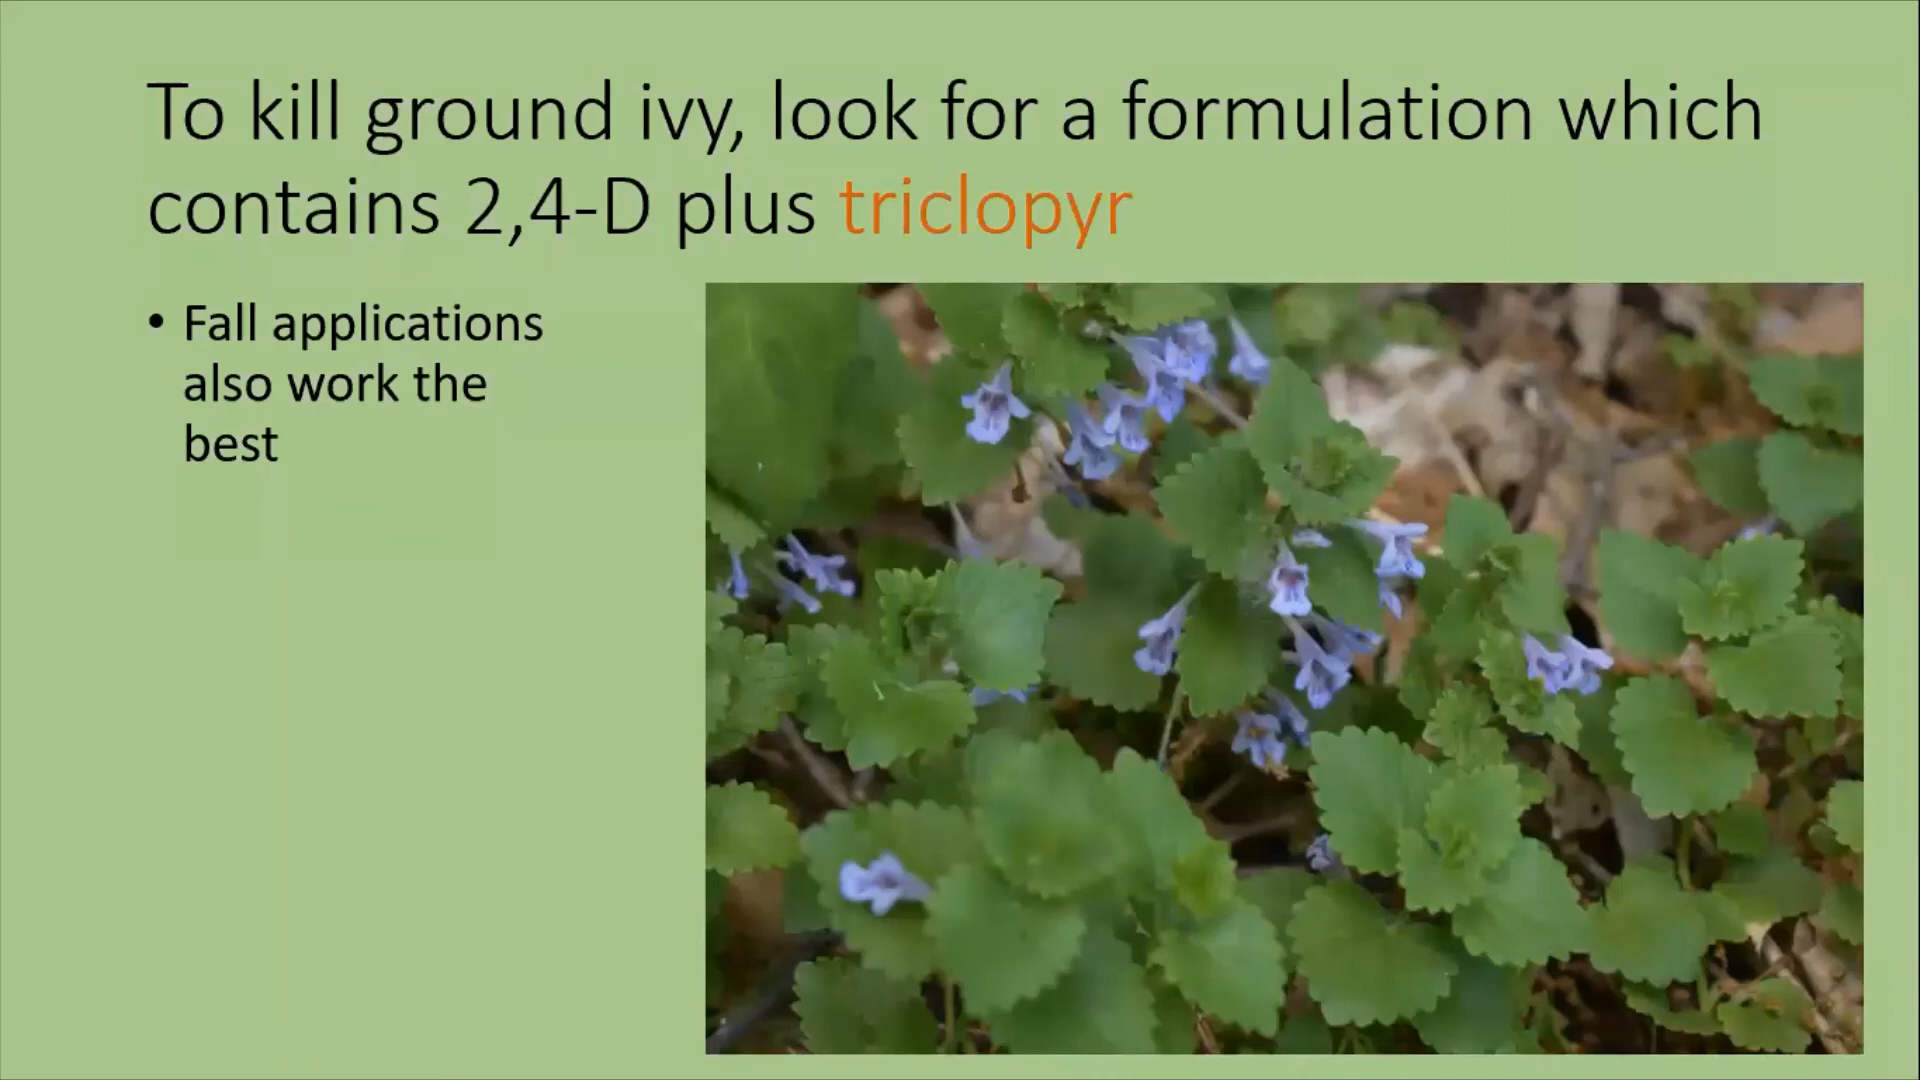 To kill ground ivy, look for a formulation which
contains 2,4-D plus triclopyr
• Fall applications
also work the
best